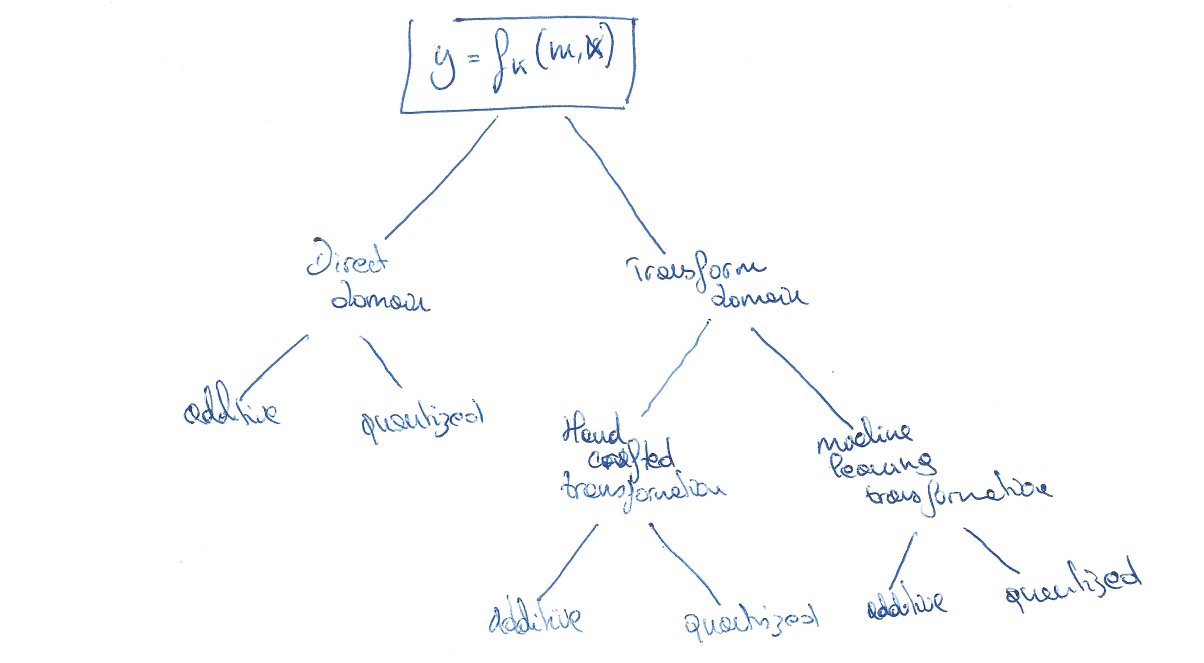 y = f_k (m, x)
Direct
domain
Transform
domain
additive
quantized
Hand
crafted
transformation
machine
learning
transformation
additive
quantized
additive
quantized